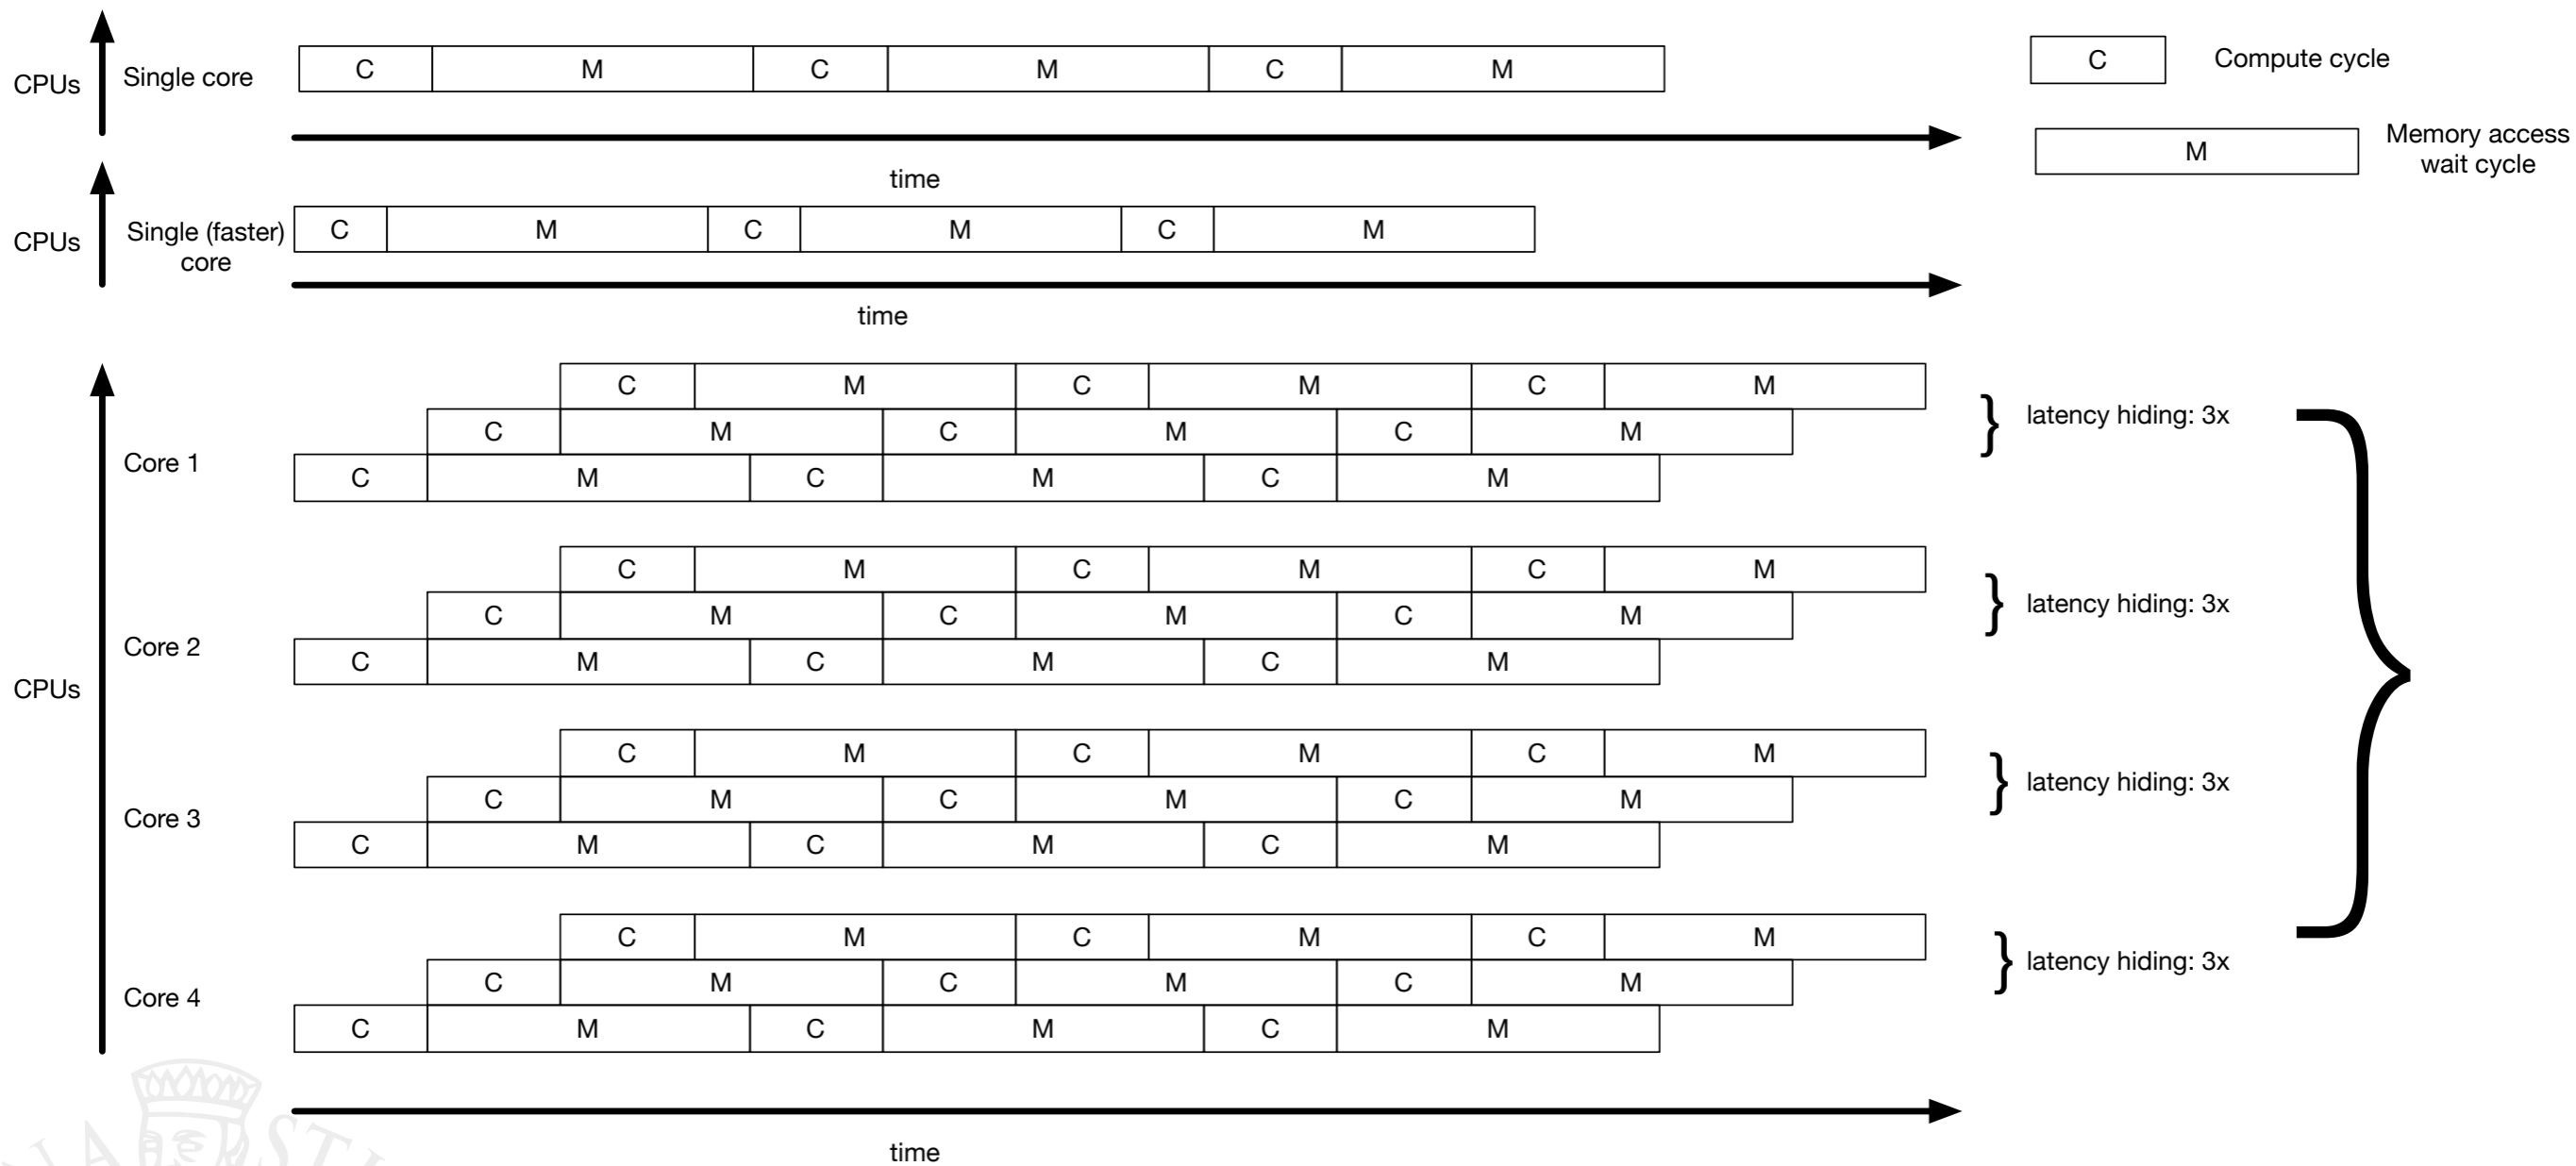 CPUs
Single core
C M C M C M
time
C Compute cycle
M Memory access
wait cycle
CPUs
Single (faster)
core
C M C M C M
time
CPUs
Core 1
C M C M C M
C M C M C M
C M C M C M
latency hiding: 3x
Core 2
C M C M C M
C M C M C M
C M C M C M
latency hiding: 3x
Core 3
C M C M C M
C M C M C M
C M C M C M
latency hiding: 3x
Core 4
C M C M C M
C M C M C M
C M C M C M
latency hiding: 3x
time